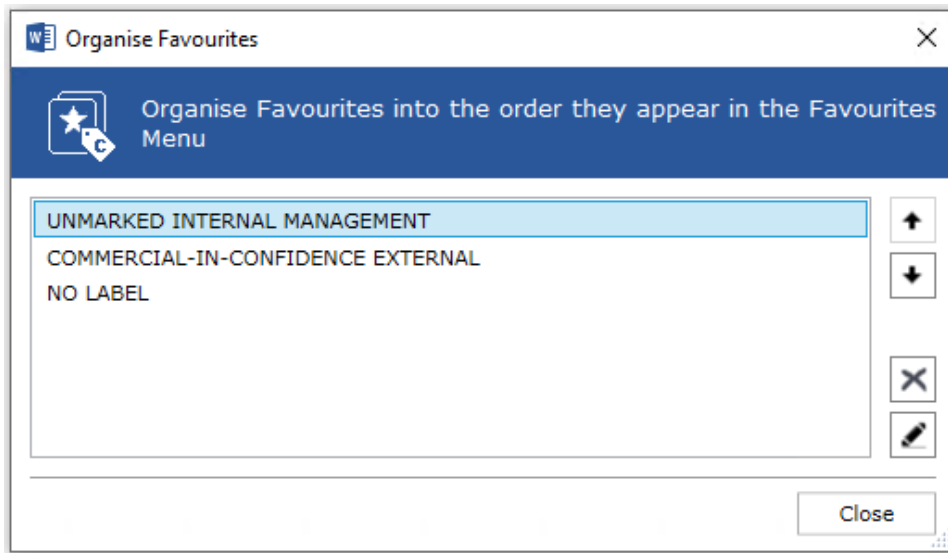 Organise Favourites
Organise Favourites into the order they appear in the Favourites
Menu
UNMARKED INTERNAL MANAGEMENT
COMMERCIAL-IN-CONFIDENCE EXTERNAL
NO LABEL
Close